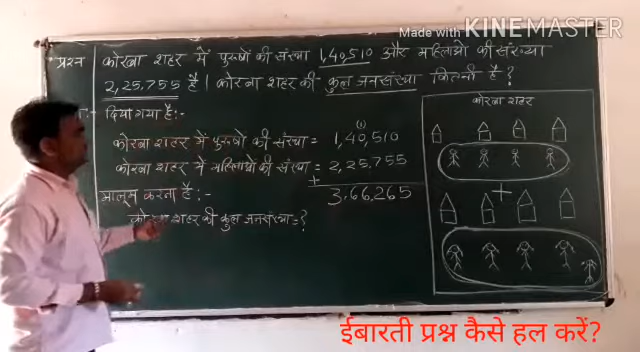 Made with KINEMASTER
प्रश्न कोरबा शहर में पुरुषों की संख्या 1,40,510 और महिलाओं की संख्या
2,25,755 है। कोरबा शहर की कुल जनसंख्या कितनी है?
दिया गया है:-
कोरबा शहर में पुरुषों की संख्या = 1,40,510
(1)
कोरबा शहर में महिलाओं की संख्या = 2,25,755
+
मालूम करना है:-
3,66,265
कोरबा शहर की कुल जनसंख्या = ?
कोरबा शहर
+
ईबारती प्रश्न कैसे हल करें?